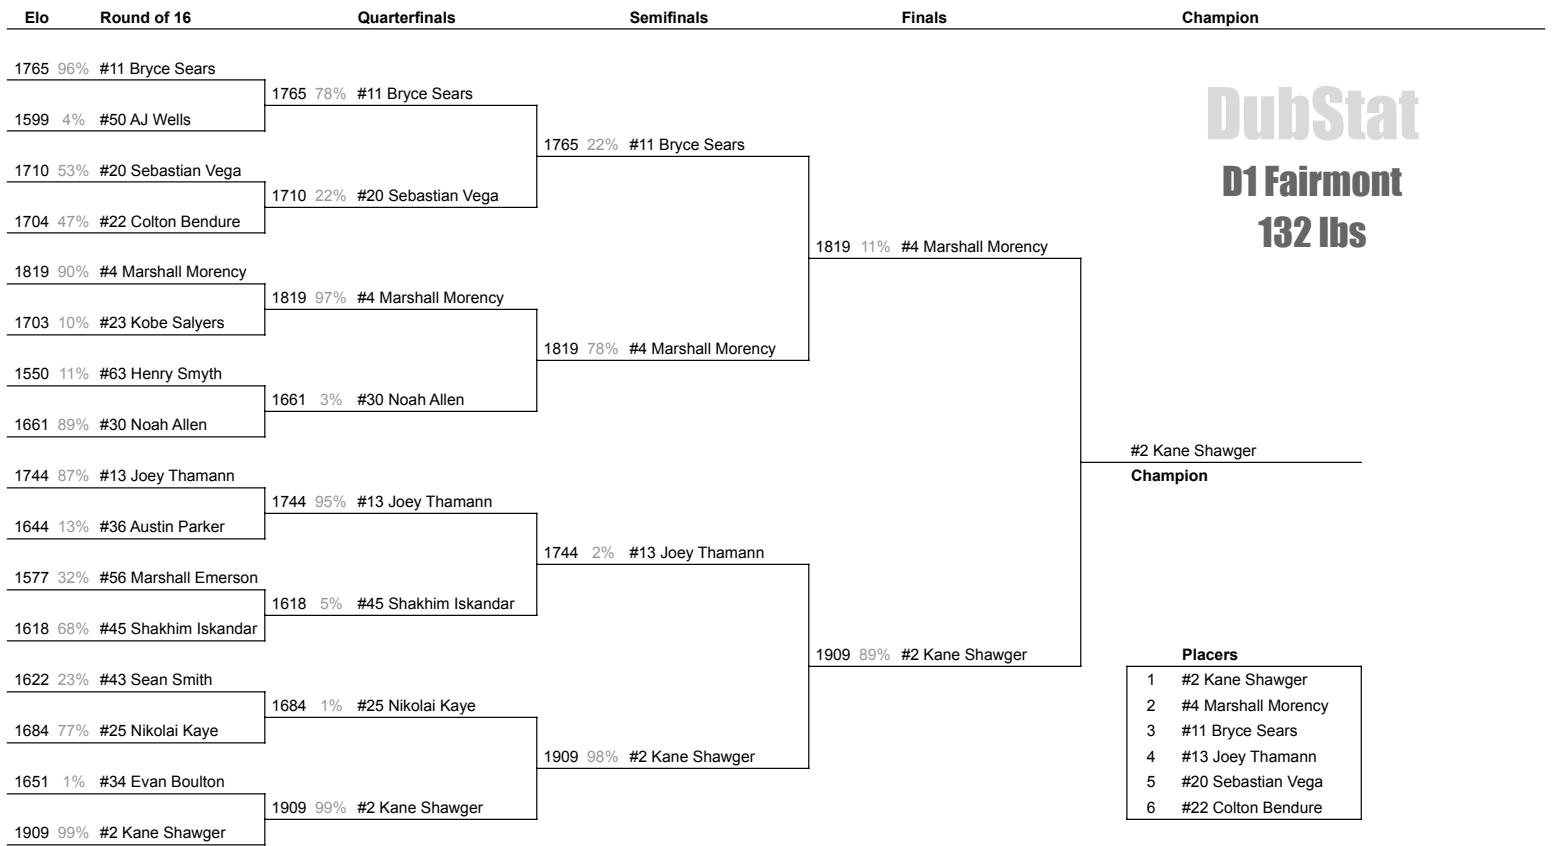 Elo Round of 16 Quarterfinals Semifinals Finals Champion
1765 96% #11 Bryce Sears
1765 78% #11 Bryce Sears
1599 4% #50 AJ Wells
1765 22% #11 Bryce Sears
1710 53% #20 Sebastian Vega
1710 22% #20 Sebastian Vega
1704 47% #22 Colton Bendure
1819 11% #4 Marshall Morency
1819 90% #4 Marshall Morency
1819 97% #4 Marshall Morency
1703 10% #23 Kobe Salyers
1819 78% #4 Marshall Morency
1550 11% #63 Henry Smyth
1661 3% #30 Noah Allen
1661 89% #30 Noah Allen
#2 Kane Shawger
Champion
1744 87% #13 Joey Thamann
1744 95% #13 Joey Thamann
1644 13% #36 Austin Parker
1744 2% #13 Joey Thamann
1577 32% #56 Marshall Emerson
1618 5% #45 Shakhim Iskandar
1618 68% #45 Shakhim Iskandar
1909 89% #2 Kane Shawger
1622 23% #43 Sean Smith
1684 1% #25 Nikolai Kaye
1684 77% #25 Nikolai Kaye
1909 98% #2 Kane Shawger
1651 1% #34 Evan Boulton
1909 99% #2 Kane Shawger
1909 99% #2 Kane Shawger
DubStat
D1 Fairmont
132 lbs
Placers
1 #2 Kane Shawger
2 #4 Marshall Morency
3 #11 Bryce Sears
4 #13 Joey Thamann
5 #20 Sebastian Vega
6 #22 Colton Bendure